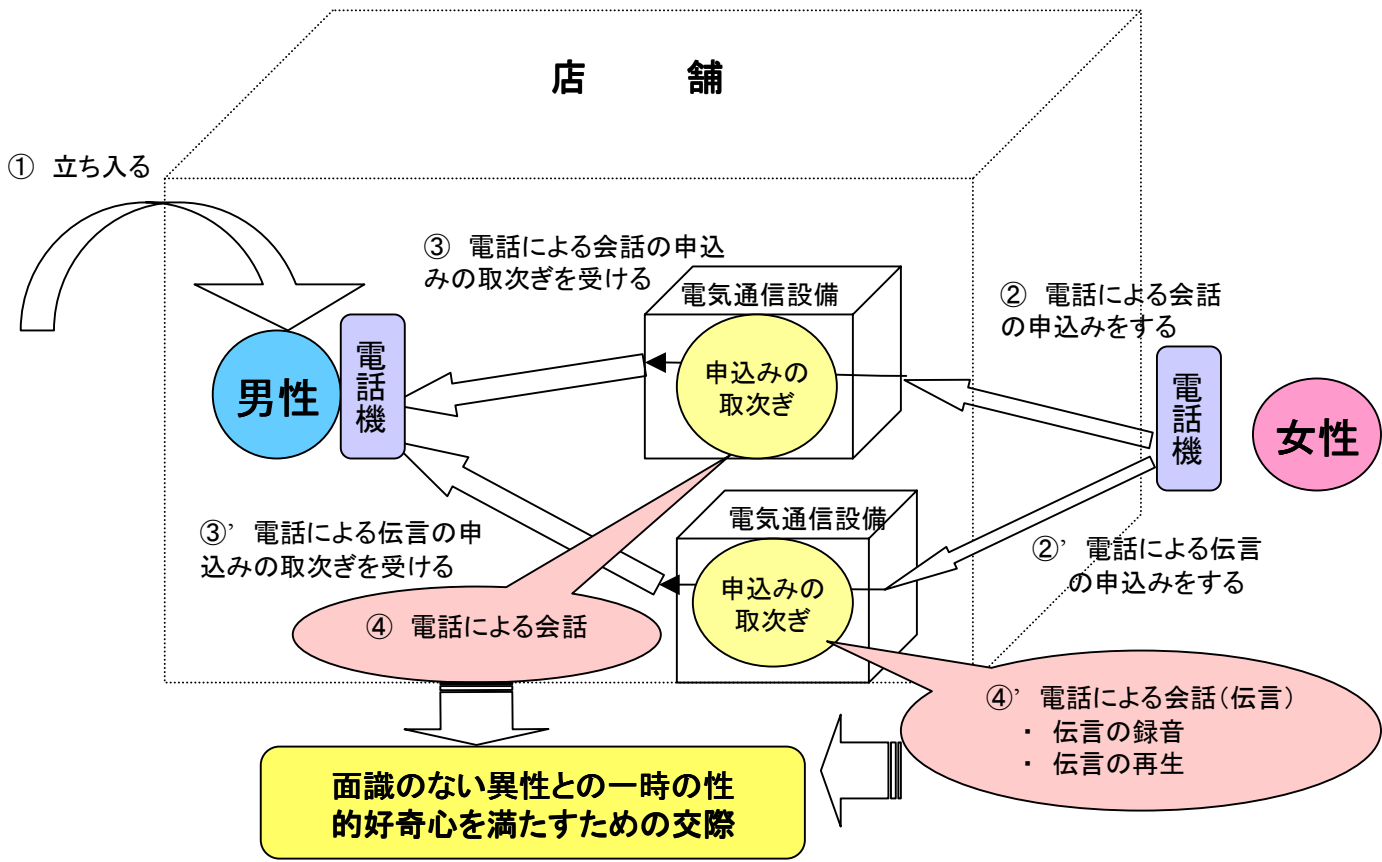 店　　舗
① 立ち入る
③ 電話による会話の申込
みの取次ぎを受ける
電気通信設備
② 電話による会話
の申込みをする
男性
電話機
申込みの
取次ぎ
電話機
女性
③’ 電話による伝言の申
込みの取次ぎを受ける
電気通信設備
②’ 電話による伝言
の申込みをする
申込みの
取次ぎ
④ 電話による会話
④’ 電話による会話（伝言）
・ 伝言の録音
・ 伝言の再生
面識のない異性との一時の性
的好奇心を満たすための交際